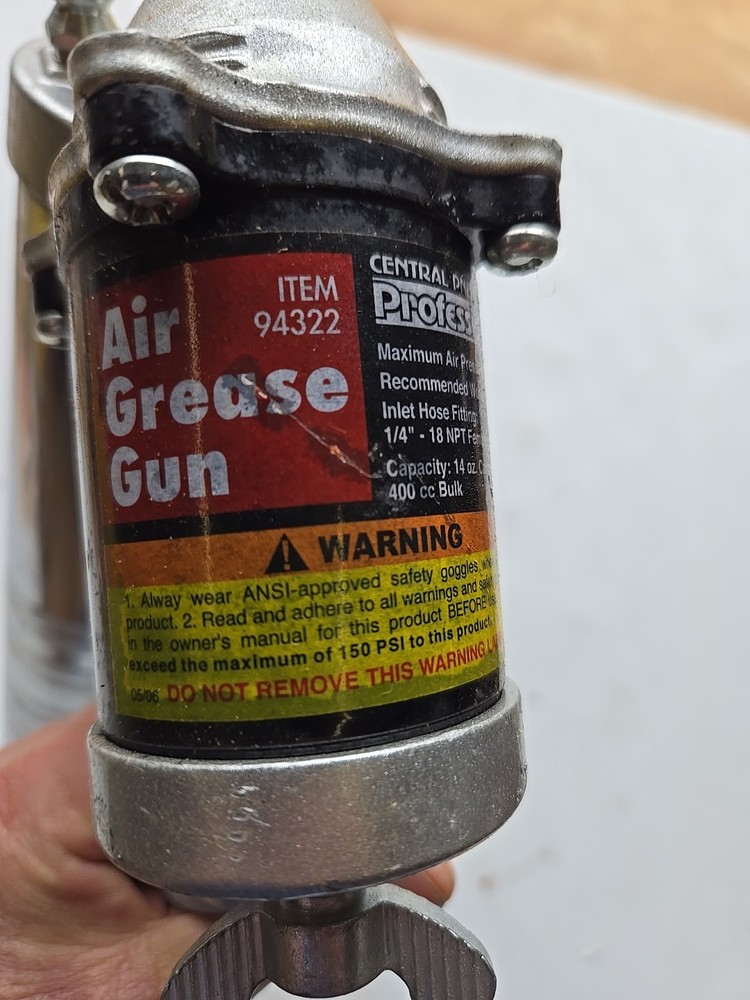 Air
Grease
Gun
ITEM
94322
CENTRAL
Maximum Air
Recommended
Inlet Hose Fitting
1/4" - 18 NPT
Capacity: 14 oz.
400 cc Bulk
WARNING
1. Alway wear ANSI-approved safety goggles
product. 2. Read and adhere to all warnings and
in the owner's manual for this product BEFORE
exceed the maximum of 150 PSI to this product.
05/06 DO NOT REMOVE THIS WARNING